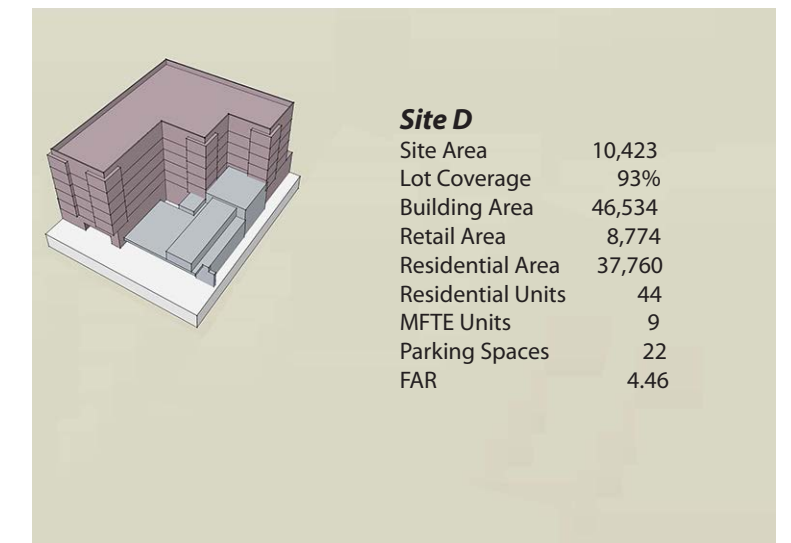 Site D
Site Area 10,423
Lot Coverage 93%
Building Area 46,534
Retail Area 8,774
Residential Area 37,760
Residential Units 44
MFTE Units 9
Parking Spaces 22
FAR 4.46